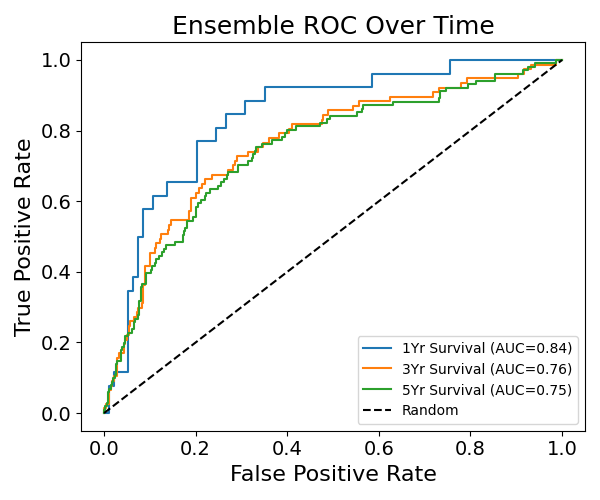 Ensemble ROC Over Time
True Positive Rate
1.0
0.8
0.6
0.4
0.2
0.0
1Yr Survival (AUC=0.84)
3Yr Survival (AUC=0.76)
5Yr Survival (AUC=0.75)
Random
0.0 0.2 0.4 0.6 0.8 1.0
False Positive Rate